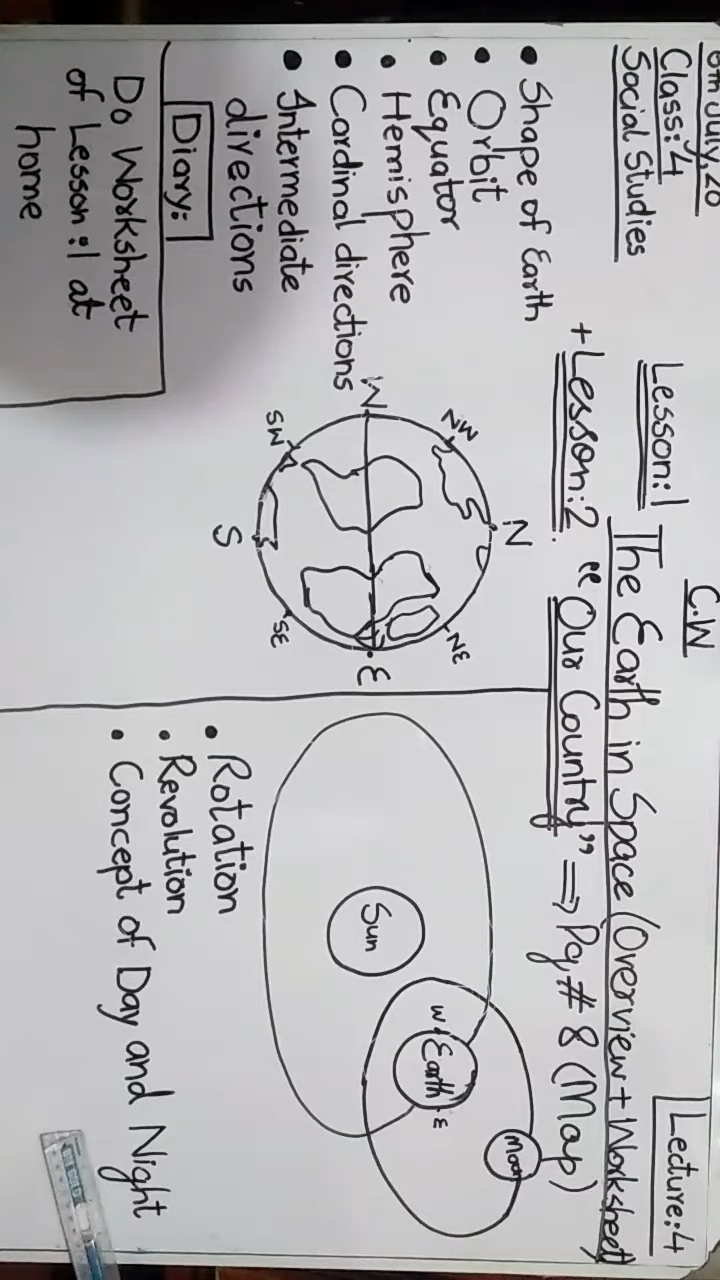 July, 20
Class: 4
Social Studies
C.W
Lecture: 4
Lesson: 1 The Earth in Space (Overview + Worksheet)
+ Lesson: 2 "Our Country" ⇒ Pg # 8 (Map)
• Shape of Earth
• Orbit
• Equator
• Hemisphere
• Cardinal directions
• Intermediate
directions
Diary:
Do Worksheet
of Lesson: 1 at
home
N
NW
NE
W
E
SW
SE
S
Sun
W Earth E
Moon
• Rotation
• Revolution
• Concept of Day and Night